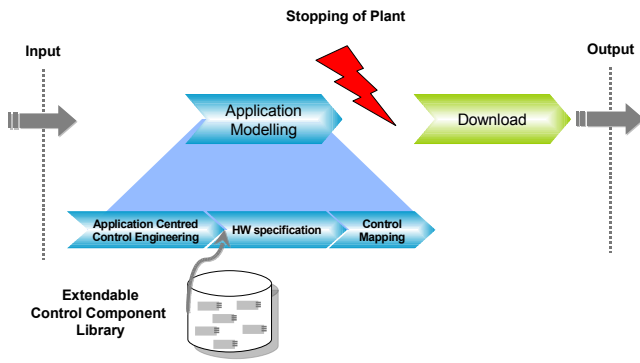 Stopping of Plant
Input
Output
Application
Modelling
Download
Application Centred
Control Engineering
HW specification
Control
Mapping
Extendable
Control Component
Library